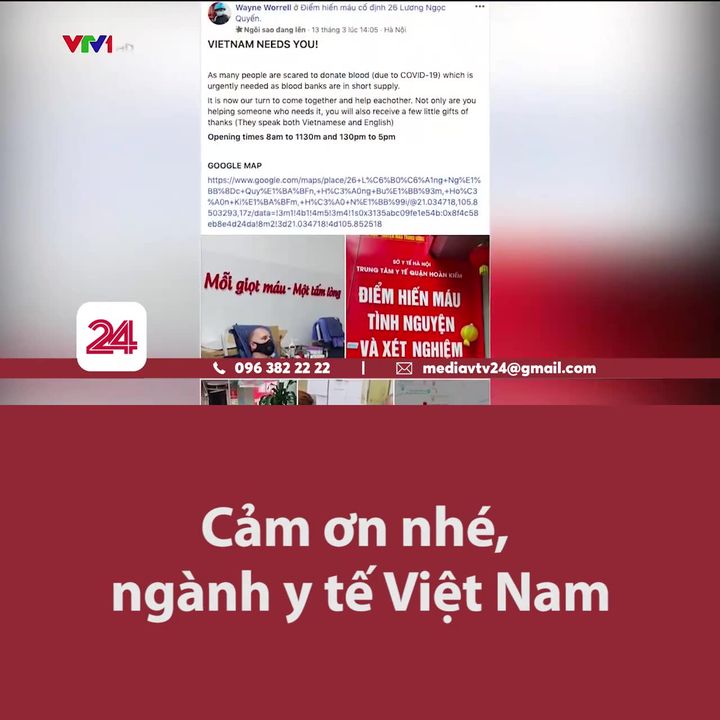 VTV1 HD
Wayne Worrell ở Điểm hiến máu cố định 26 Lương Ngọc
Quyến.
Ngôi sao đang lên · 13 tháng 3 lúc 14:05 · Hà Nội
VIETNAM NEEDS YOU!
As many people are scared to donate blood (due to COVID-19) which is
urgently needed as blood banks are in short supply.
It is now our turn to come together and help eachother. Not only are you
helping someone who needs it, you will also receive a few little gifts of
thanks (They speak both Vietnamese and English)
Opening times 8am to 1130m and 130pm to 5pm
GOOGLE MAP
https://www.google.com/maps/place/26+L%C6%B0%C6%A1ng+Ng%E1%
BB%8Dc+Quy%E1%BA%BFn,+H%C3%A0ng+Bu%E1%BB%93m,+Ho%C3
%A0n+Ki%E1%BA%BFm,+H%C3%A0+N%E1%BB%99i/@21.034718,105.8
503293,17z/data=!3m1!4b1!4m5!3m4!1s0x3135abc09fe1e54b:0x8f4c58
eb8e4d24da!8m2!3d21.034718!4d105.852518
Mỗi giọt máu - Một tấm lòng
SỞ Y TẾ HÀ NỘI
TRUNG TÂM Y TẾ QUẬN HOÀN KIẾM
ĐIỂM HIẾN MÁU
TÌNH NGUYỆN
VÀ XÉT NGHIỆM
24
096 382 22 22 | mediavtv24@gmail.com
Cảm ơn nhé,
ngành y tế Việt Nam